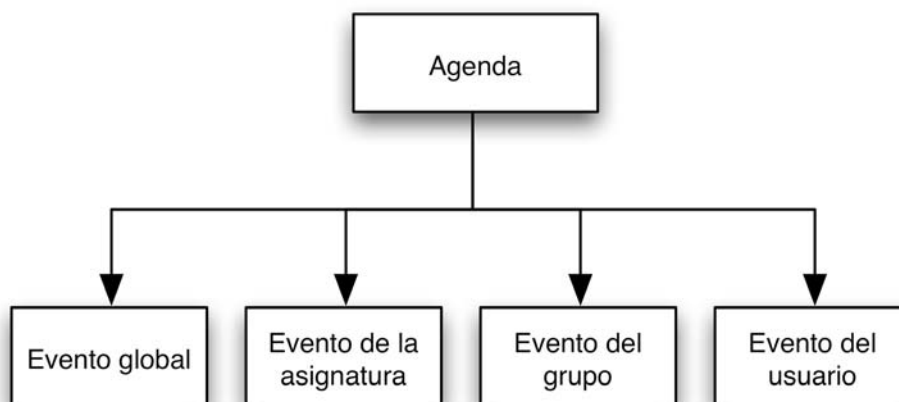 Agenda
Evento global
Evento de la
asignatura
Evento del
grupo
Evento del
usuario